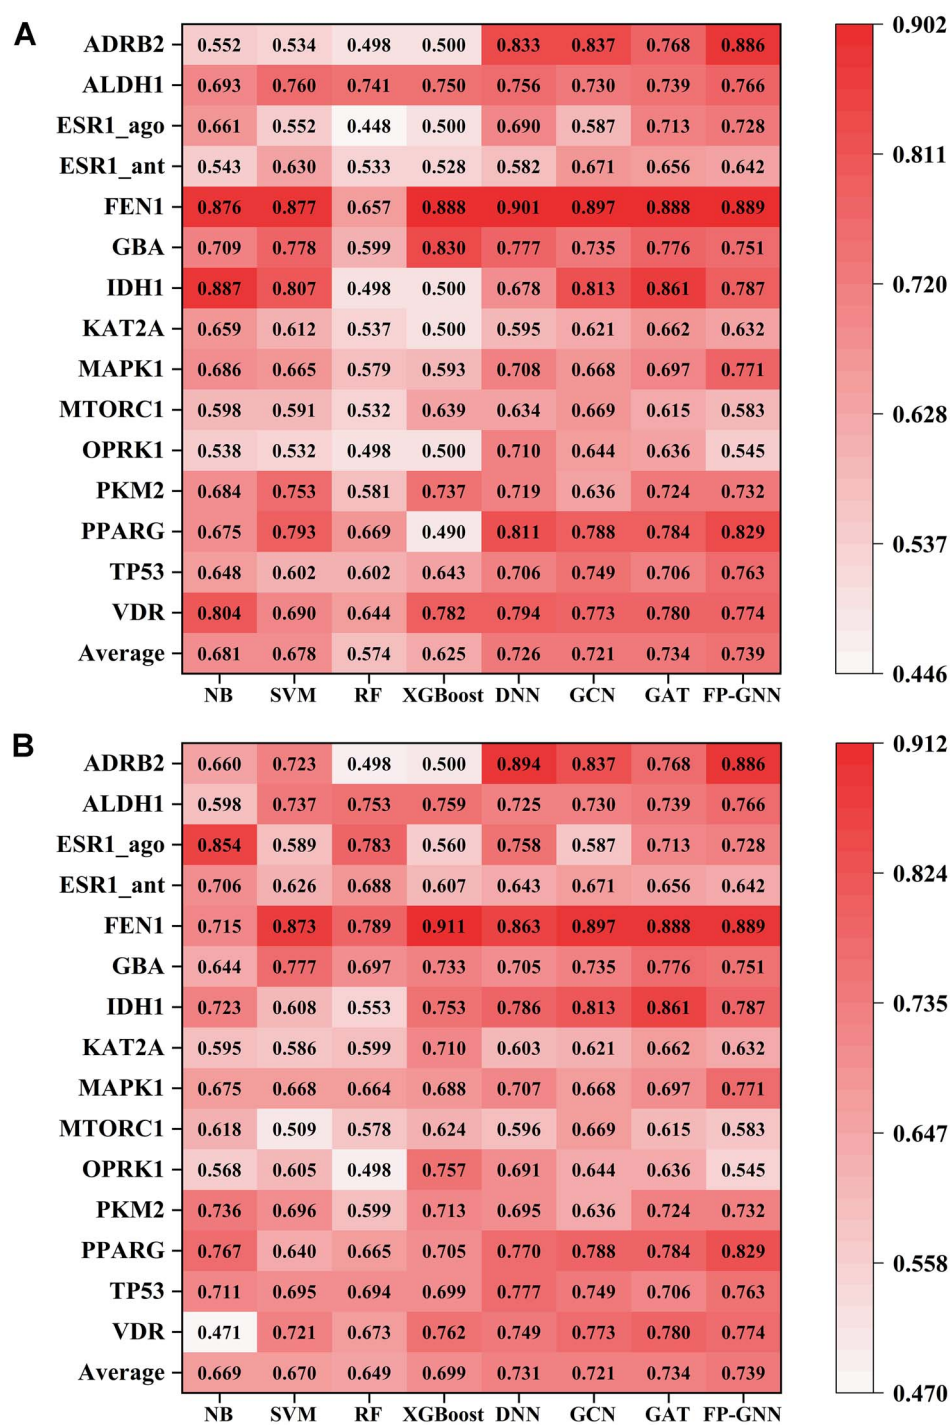 A
0.902
ADRB2 0.552 0.534 0.498 0.500 0.833 0.837 0.768 0.886
ALDH1 0.693 0.760 0.741 0.750 0.756 0.730 0.739 0.766
ESR1_ago 0.661 0.552 0.448 0.500 0.690 0.587 0.713 0.728
0.811
ESR1_ant 0.543 0.630 0.533 0.528 0.582 0.671 0.656 0.642
FEN1 0.876 0.877 0.657 0.888 0.901 0.897 0.888 0.889
GBA 0.709 0.778 0.599 0.830 0.777 0.735 0.776 0.751
0.720
IDH1 0.887 0.807 0.498 0.500 0.678 0.813 0.861 0.787
KAT2A 0.659 0.612 0.537 0.500 0.595 0.621 0.662 0.632
MAPK1 0.686 0.665 0.579 0.593 0.708 0.668 0.697 0.771
MTORC1 0.598 0.591 0.532 0.639 0.634 0.669 0.615 0.583
0.628
OPRK1 0.538 0.532 0.498 0.500 0.710 0.644 0.636 0.545
PKM2 0.684 0.753 0.581 0.737 0.719 0.636 0.724 0.732
PPARG 0.675 0.793 0.669 0.490 0.811 0.788 0.784 0.829
0.537
TP53 0.648 0.602 0.602 0.643 0.706 0.749 0.706 0.763
VDR 0.804 0.690 0.644 0.782 0.794 0.773 0.780 0.774
Average 0.681 0.678 0.574 0.625 0.726 0.721 0.734 0.739
0.446
NB SVM RF XGBoost DNN GCN GAT FP-GNN
B
0.912
ADRB2 0.660 0.723 0.498 0.500 0.894 0.837 0.768 0.886
ALDH1 0.598 0.737 0.753 0.759 0.725 0.730 0.739 0.766
ESR1_ago 0.854 0.589 0.783 0.560 0.758 0.587 0.713 0.728
0.824
ESR1_ant 0.706 0.626 0.688 0.607 0.643 0.671 0.656 0.642
FEN1 0.715 0.873 0.789 0.911 0.863 0.897 0.888 0.889
GBA 0.644 0.777 0.697 0.733 0.705 0.735 0.776 0.751
0.735
IDH1 0.723 0.608 0.553 0.753 0.786 0.813 0.861 0.787
KAT2A 0.595 0.586 0.599 0.710 0.603 0.621 0.662 0.632
MAPK1 0.675 0.668 0.664 0.688 0.707 0.668 0.697 0.771
MTORC1 0.618 0.509 0.578 0.624 0.596 0.669 0.615 0.583
0.647
OPRK1 0.568 0.605 0.498 0.757 0.691 0.644 0.636 0.545
PKM2 0.736 0.696 0.599 0.713 0.695 0.636 0.724 0.732
PPARG 0.767 0.640 0.665 0.705 0.770 0.788 0.784 0.829
0.558
TP53 0.711 0.695 0.694 0.699 0.777 0.749 0.706 0.763
VDR 0.471 0.721 0.673 0.762 0.749 0.773 0.780 0.774
Average 0.669 0.670 0.649 0.699 0.731 0.721 0.734 0.739
0.470
NB SVM RF XGBoost DNN GCN GAT FP-GNN